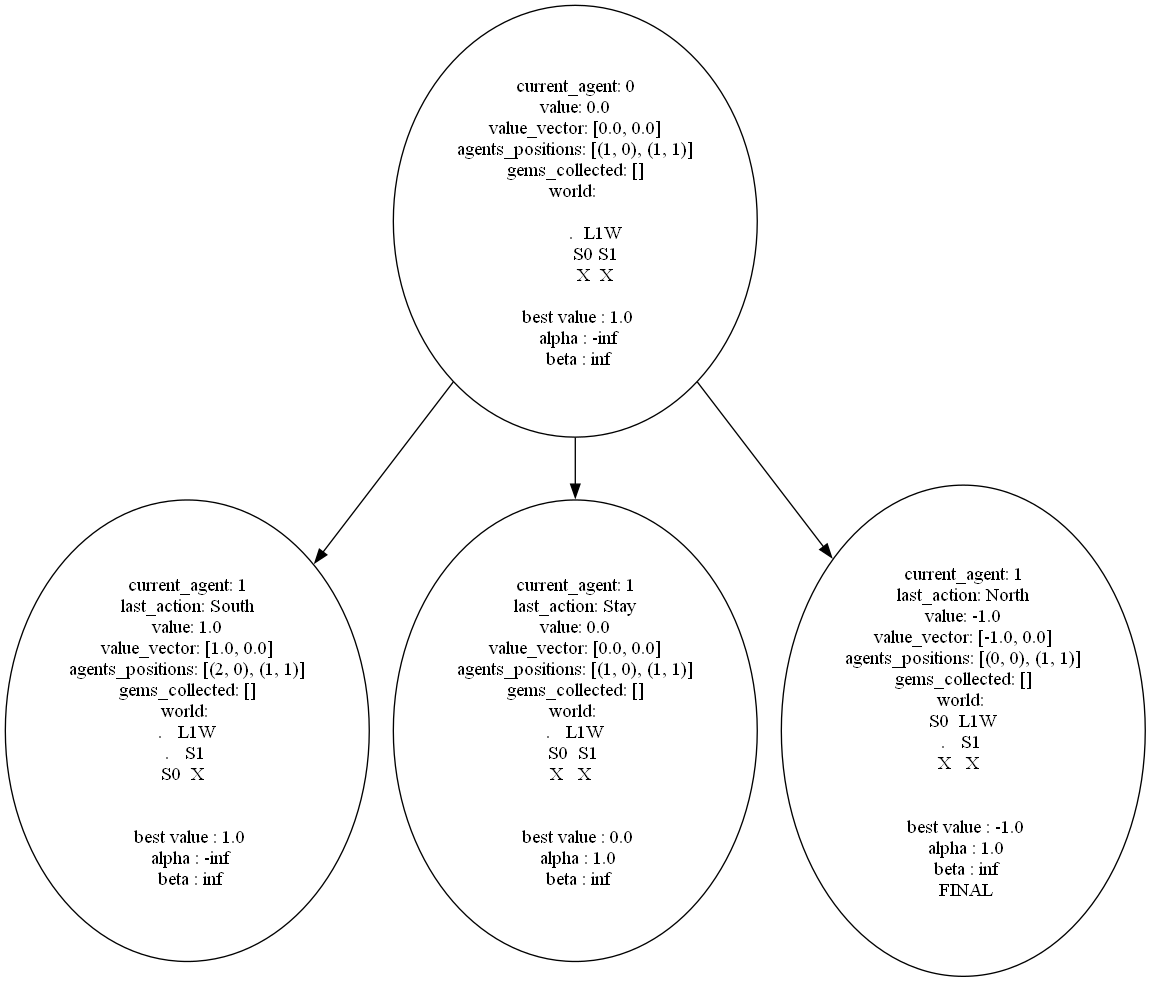 current_agent: 0
value: 0.0
value_vector: [0.0, 0.0]
agents_positions: [(1, 0), (1, 1)]
gems_collected: []
world:
. L1W
S0 S1
X X
best value : 1.0
alpha : -inf
beta : inf
current_agent: 1
last_action: South
value: 1.0
value_vector: [1.0, 0.0]
agents_positions: [(2, 0), (1, 1)]
gems_collected: []
world:
. L1W
. S1
S0 X
best value : 1.0
alpha : -inf
beta : inf
current_agent: 1
last_action: Stay
value: 0.0
value_vector: [0.0, 0.0]
agents_positions: [(1, 0), (1, 1)]
gems_collected: []
world:
. L1W
S0 S1
X X
best value : 0.0
alpha : 1.0
beta : inf
current_agent: 1
last_action: North
value: -1.0
value_vector: [-1.0, 0.0]
agents_positions: [(0, 0), (1, 1)]
gems_collected: []
world:
S0 L1W
. S1
X X
best value : -1.0
alpha : 1.0
beta : inf
FINAL